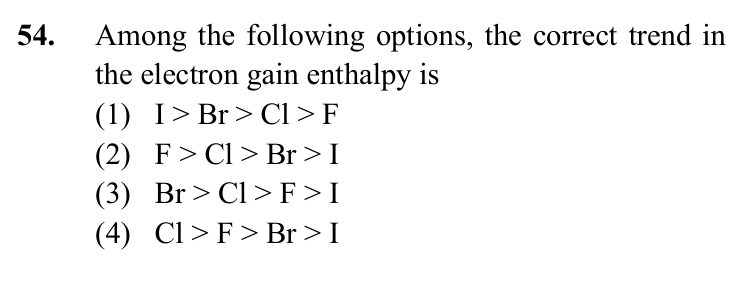 54. Among the following options, the correct trend in
the electron gain enthalpy is
(1) I > Br > Cl > F
(2) F > Cl > Br > I
(3) Br > Cl > F > I
(4) Cl > F > Br > I